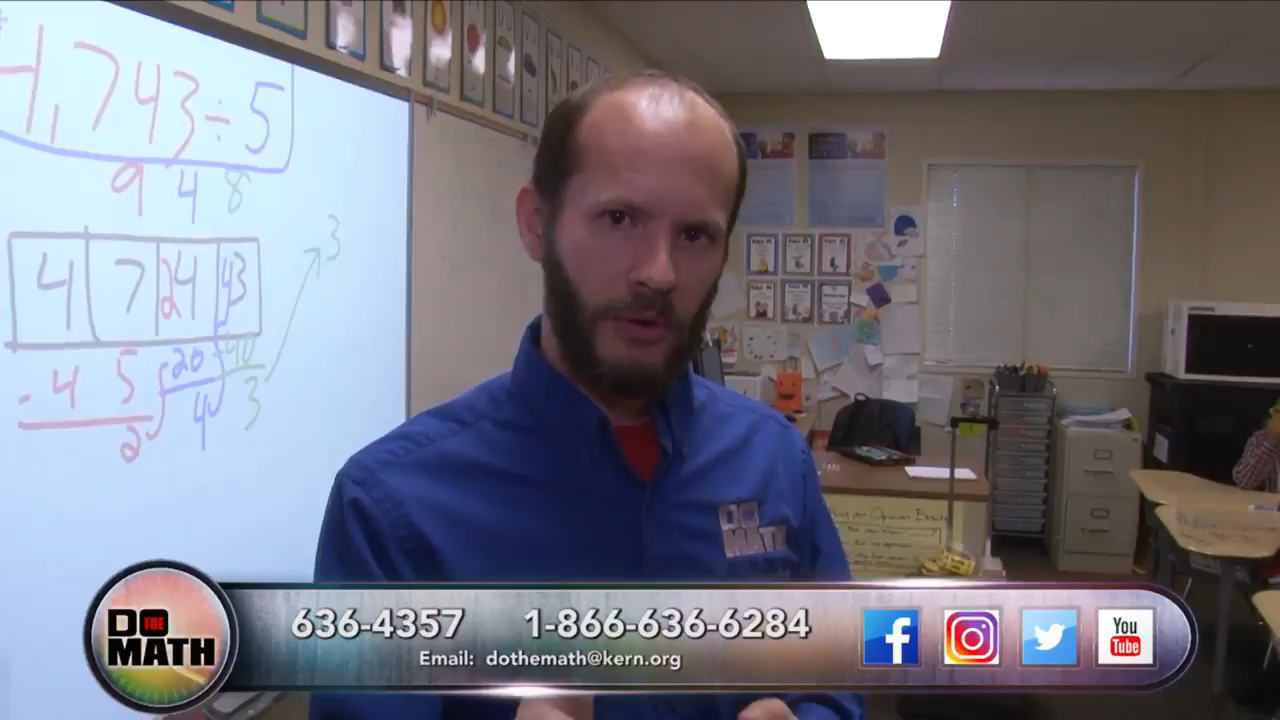 4,743 ÷ 5
9 4 8
3
4 7 24 43
- 4 5 20 40
2 4 3
DO THE MATH
DO THE MATH
636-4357 1-866-636-6284
Email: dothemath@kern.org
You Tube